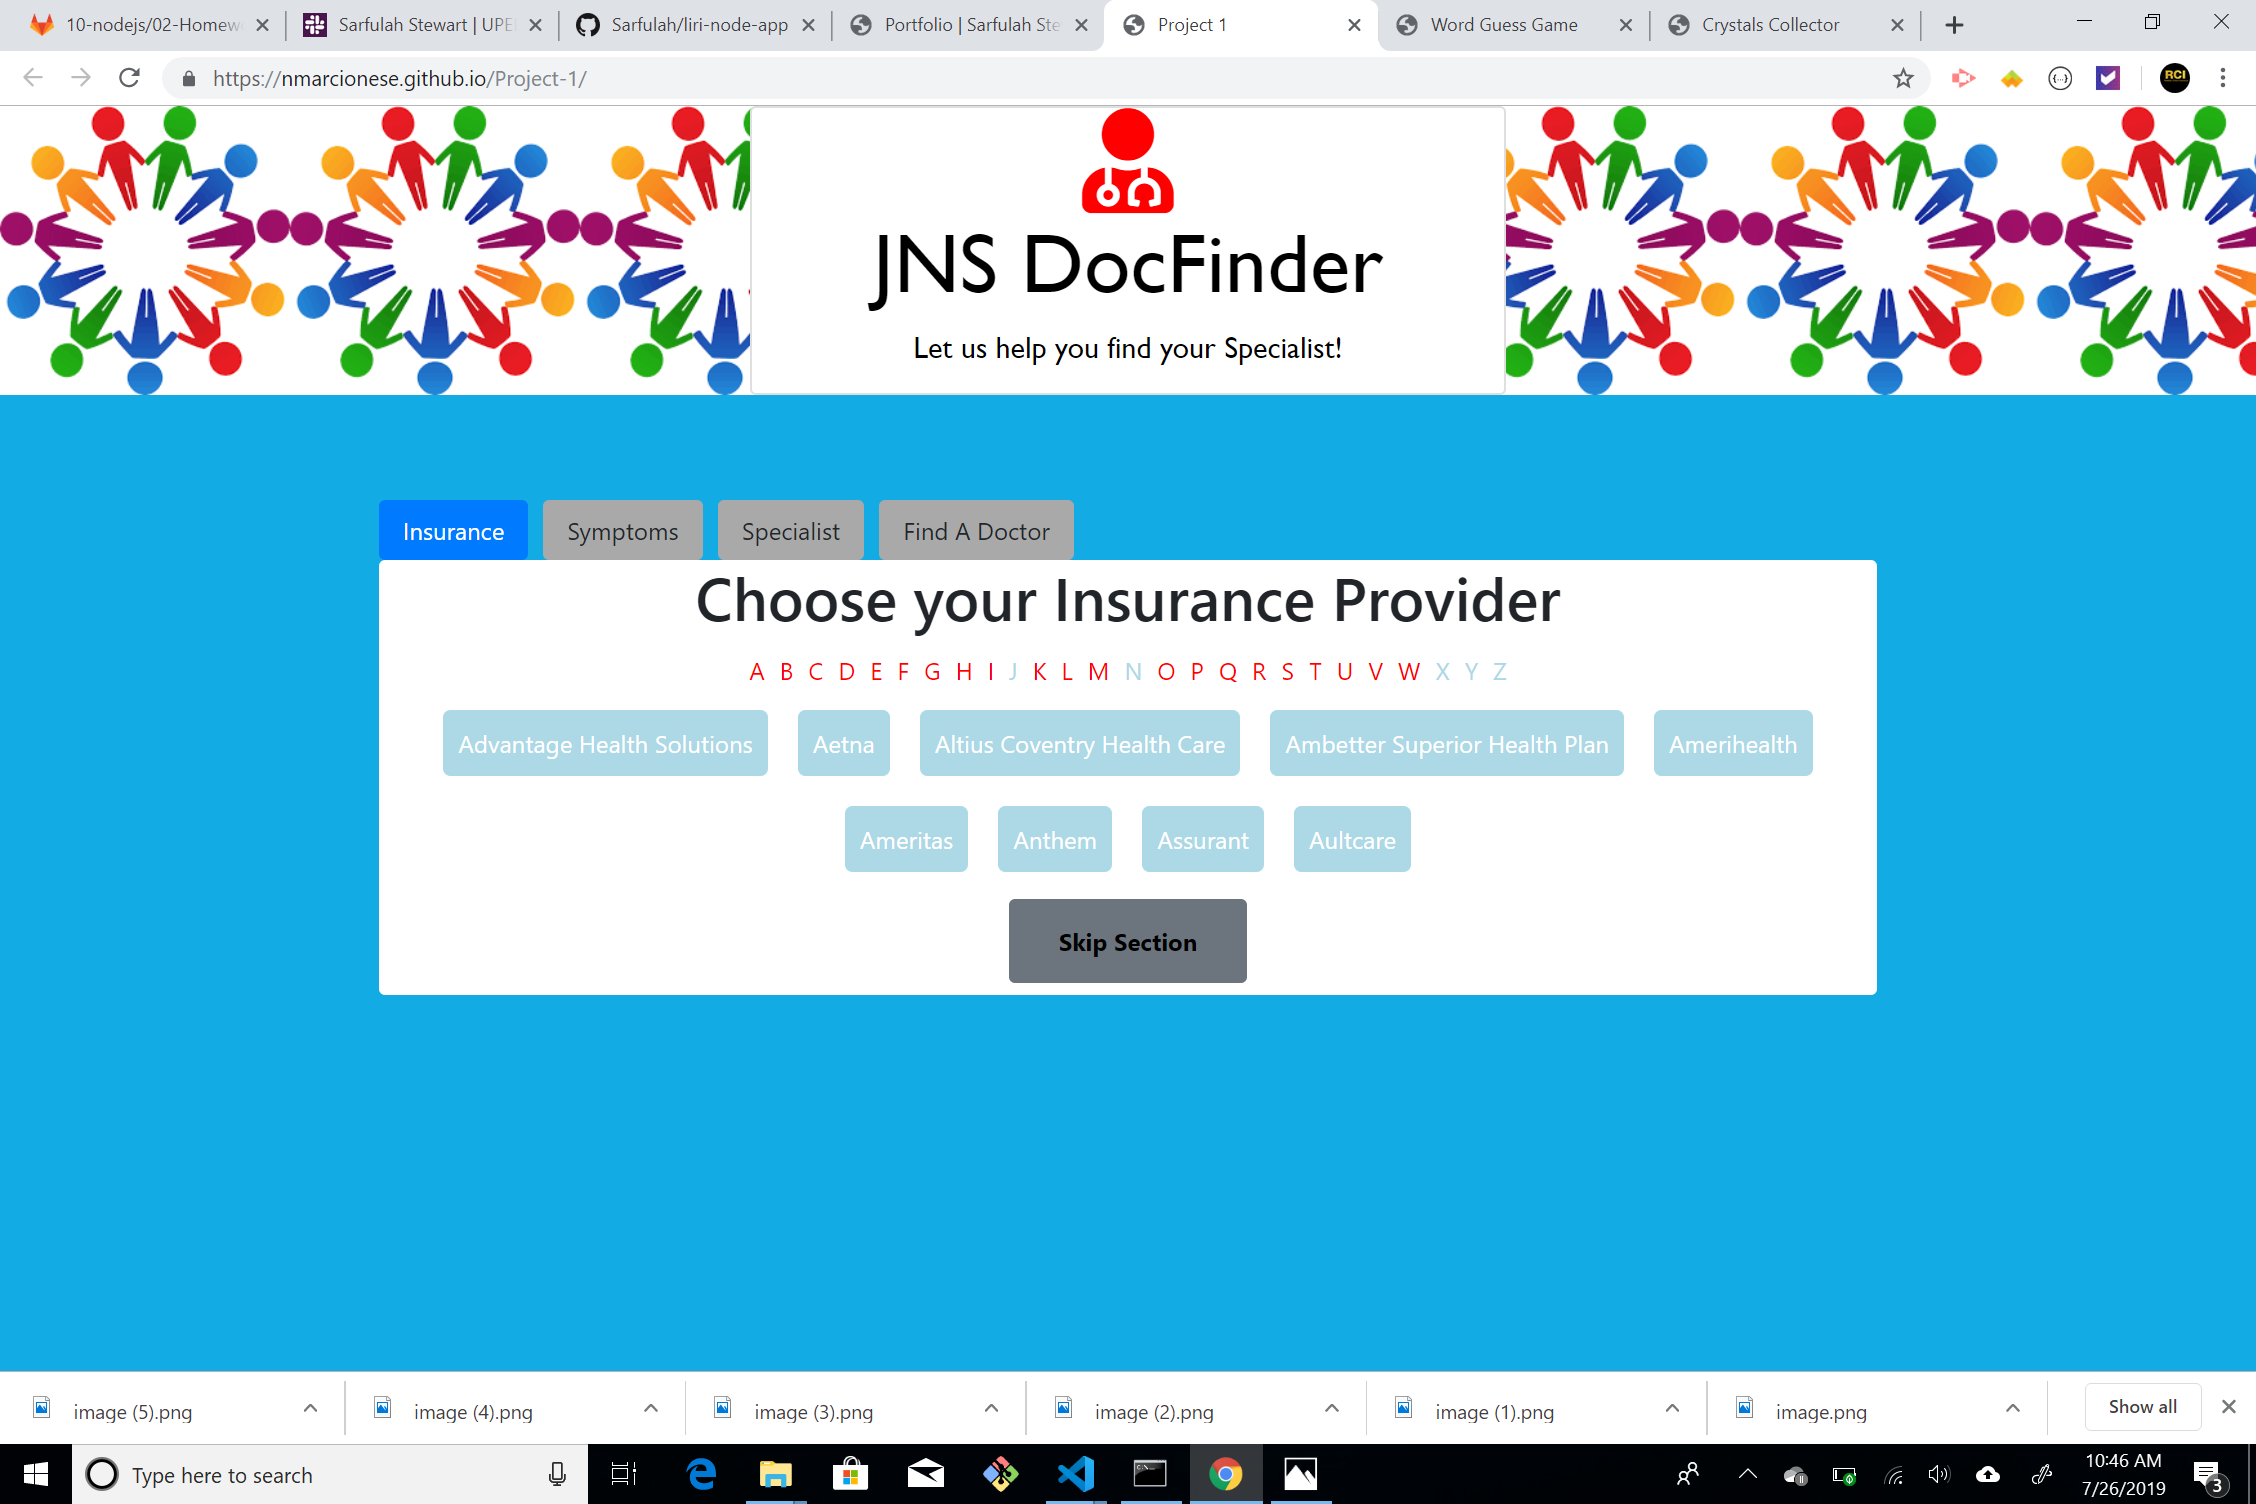 10-nodejs/02-Homew
Sarfulah Stewart | UPE
Sarfulah/liri-node-app
Portfolio | Sarfulah Ste
Project 1
Word Guess Game
Crystals Collector
https://nmarcionese.github.io/Project-1/
RCI
JNS DocFinder
Let us help you find your Specialist!
Insurance Symptoms Specialist Find A Doctor
Choose your Insurance Provider
A B C D E F G H I J K L M N O P Q R S T U V W X Y Z
Advantage Health Solutions Aetna Altius Coventry Health Care Ambetter Superior Health Plan Amerihealth
Ameritas Anthem Assurant Aultcare
Skip Section
image (5).png image (4).png image (3).png image (2).png image (1).png image.png Show all
Type here to search
10:46 AM
7/26/2019
3